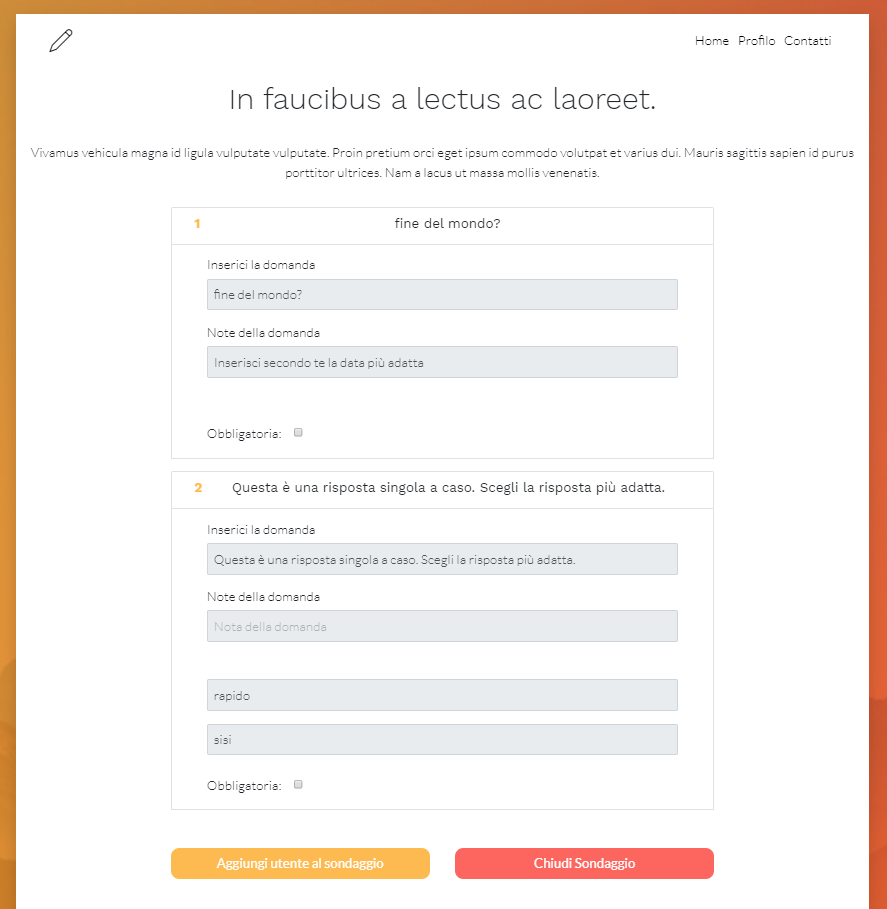 Home Profilo Contatti
In faucibus a lectus ac laoreet.
Vivamus vehicula magna id ligula vulputate vulputate. Proin pretium orci eget ipsum commodo volutpat et varius dui. Mauris sagittis sapien id purus
porttitor ultrices. Nam a lacus ut massa mollis venenatis.
1 fine del mondo?
Inserici la domanda
fine del mondo?
Note della domanda
Inserisci secondo te la data più adatta
Obbligatoria:
2 Questa è una risposta singola a caso. Scegli la risposta più adatta.
Inserici la domanda
Questa è una risposta singola a caso. Scegli la risposta più adatta.
Note della domanda
Nota della domanda
rapido
sisi
Obbligatoria:
Aggiungi utente al sondaggio Chiudi Sondaggio